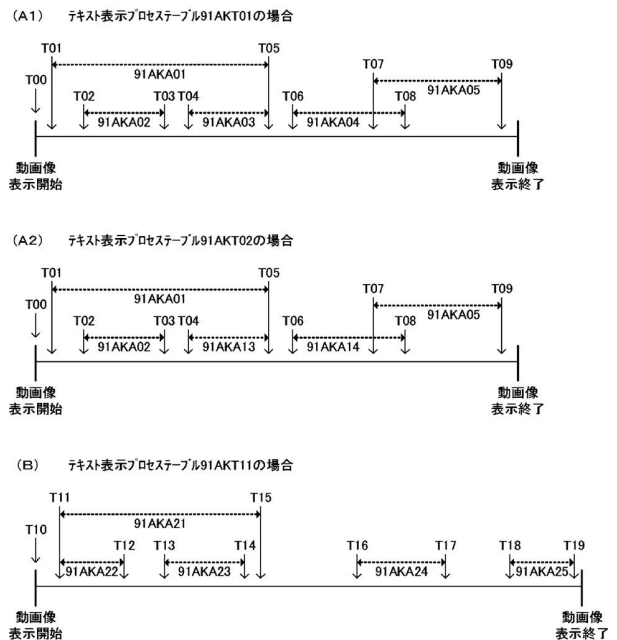 (A1) テキスト表示プロセステーブル91AKT01の場合
T01 T05
T07 T09
T00
91AKA01
T02 T03 T04 T06 T08
91AKA05
91AKA02 91AKA03 91AKA04
動画像 動画像
表示開始 表示終了
(A2) テキスト表示プロセステーブル91AKT02の場合
T01 T05
T07 T09
T00
91AKA01
T02 T03 T04 T06 T08
91AKA05
91AKA02 91AKA13 91AKA14
動画像 動画像
表示開始 表示終了
(B) テキスト表示プロセステーブル91AKT11の場合
T11 T15
91AKA21
T10
T12 T13 T14 T16 T17 T18 T19
91AKA22 91AKA23 91AKA24 91AKA25
動画像 動画像
表示開始 表示終了